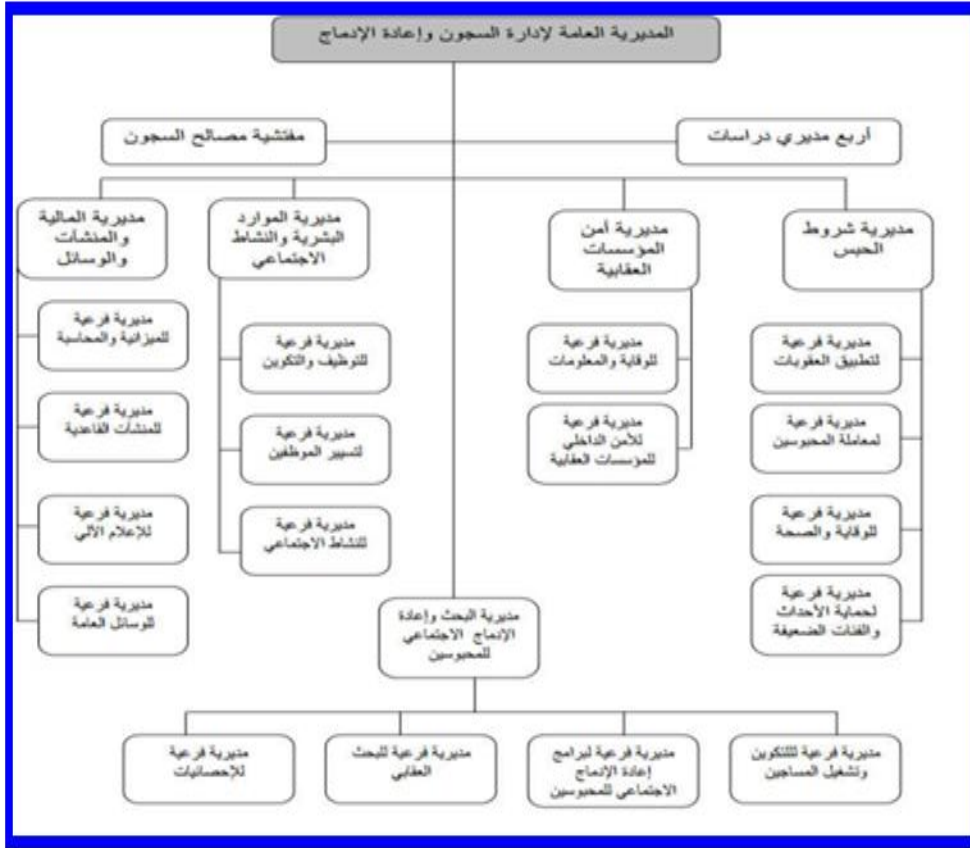 المديرية العامة لإدارة السجون وإعادة الإدماج
أربع مديري دراسات
مفتشية مصالح السجون
مديرية شروط
الحبس
مديرية فرعية
لتطبيق العقوبات
مديرية فرعية
لمعاملة المحبوسين
مديرية فرعية
للوقاية والصحة
مديرية فرعية
لحماية الأحداث
والفئات الضعيفة
مديرية أمن
المؤسسات
العقابية
مديرية فرعية
للوقاية والمعلومات
مديرية فرعية
للأمن الداخلي
للمؤسسات العقابية
مديرية الموارد
البشرية والنشاط
الاجتماعي
مديرية فرعية
للتوظيف والتكوين
مديرية فرعية
لتسيير الموظفين
مديرية فرعية
للنشاط الاجتماعي
مديرية المالية
والمنشآت
والوسائل
مديرية فرعية
للميزانية والمحاسبة
مديرية فرعية
للمنشآت القاعدية
مديرية فرعية
للإعلام الآلي
مديرية فرعية
للوسائل العامة
مديرية البحث وإعادة
الإدماج الاجتماعي
للمحبوسين
مديرية فرعية لللتكوين
وتشغيل المساجين
مديرية فرعية لبرامج
إعادة الإدماج
الاجتماعي للمحبوسين
مديرية فرعية للبحث
العقابي
مديرية فرعية
للإحصائيات